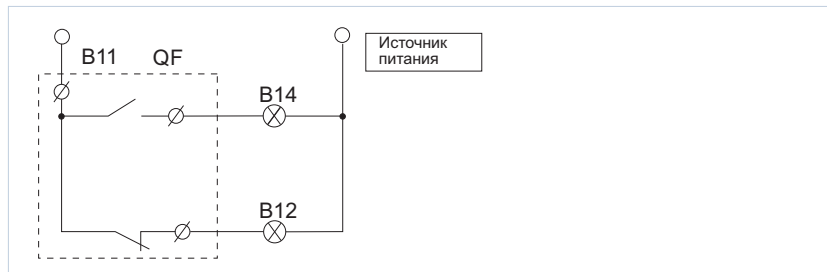 B11
QF
Источник
питания
B14
B12